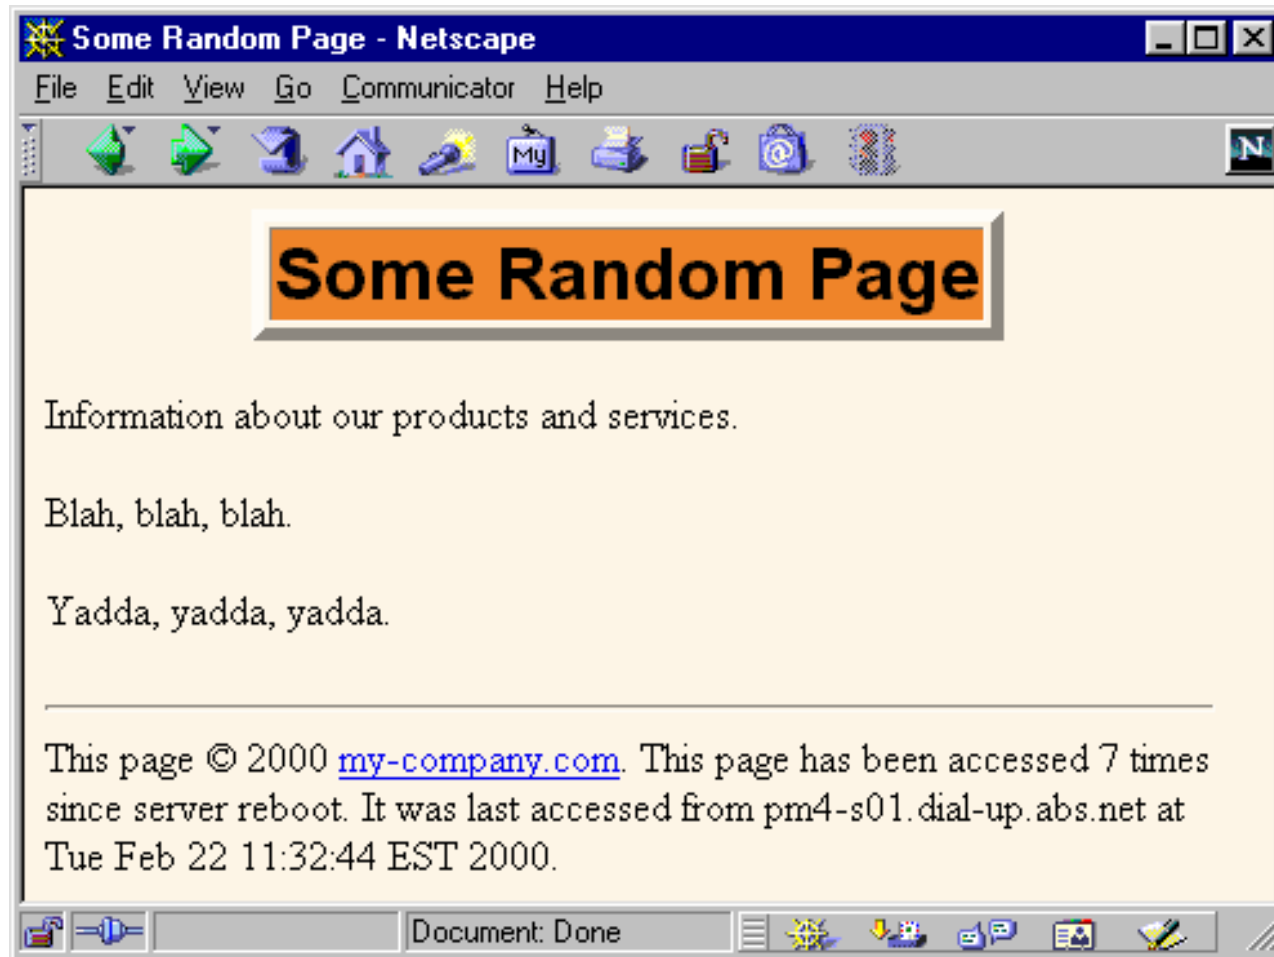 Some Random Page - Netscape
File Edit View Go Communicator Help
My @ N
Some Random Page
Information about our products and services.
Blah, blah, blah.
Yadda, yadda, yadda.
This page © 2000 my-company.com. This page has been accessed 7 times
since server reboot. It was last accessed from pm4-s01.dial-up.abs.net at
Tue Feb 22 11:32:44 EST 2000.
Document: Done